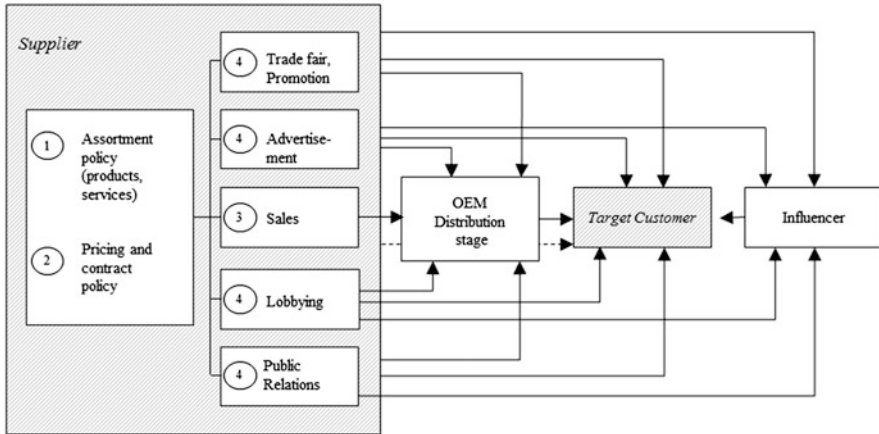 Supplier
1
Assortment
policy
(products,
services)
2
Pricing and
contract
policy
4
Trade fair,
Promotion
4
Advertise-
ment
3
Sales
4
Lobbying
4
Public
Relations
OEM
Distribution
stage
Target Customer
Influencer